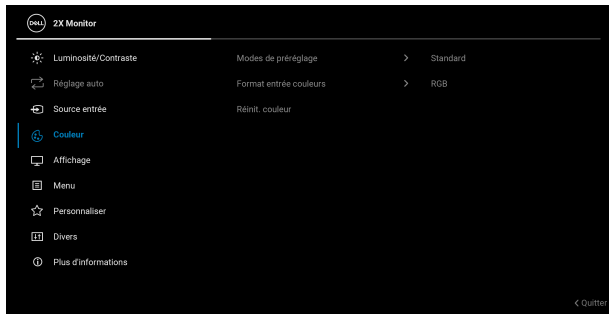 DELL 2X Monitor
Luminosité/Contraste Modes de préréglage > Standard
Réglage auto Format entrée couleurs > RGB
Source entrée Réinit. couleur
Couleur
Affichage
Menu
Personnaliser
Divers
Plus d'informations
< Quitter